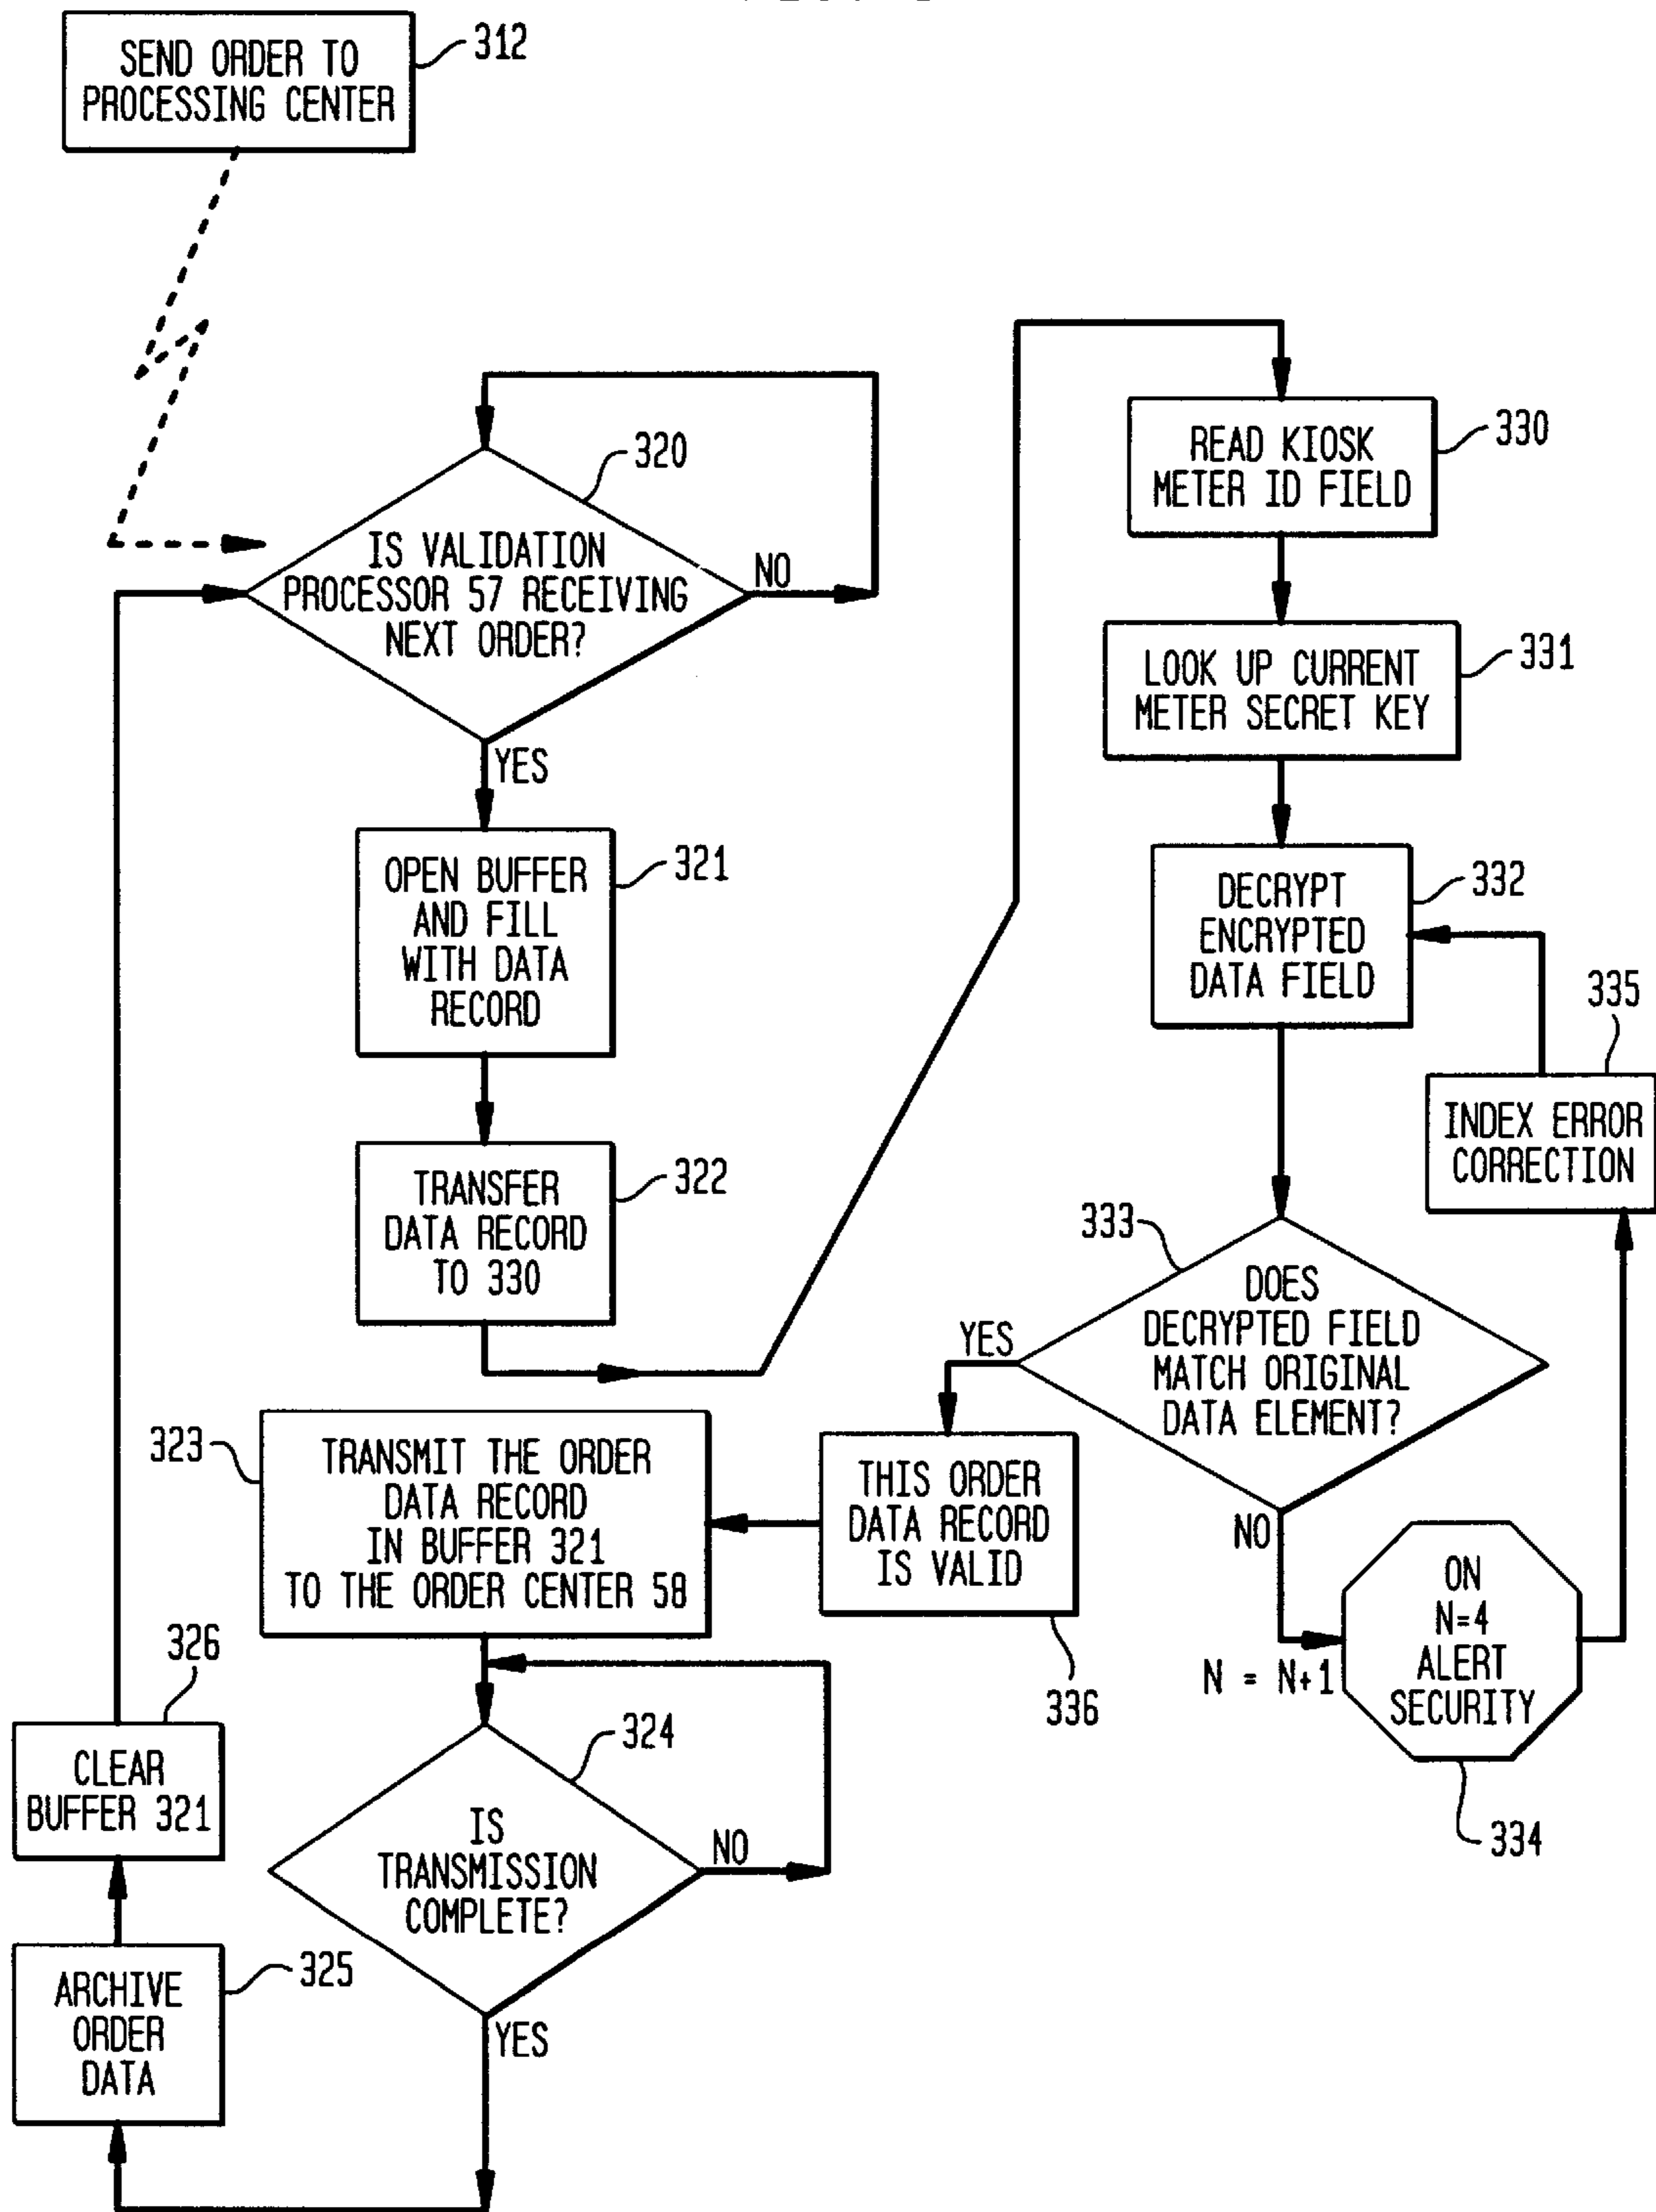 SEND ORDER TO
PROCESSING CENTER
312
320
IS VALIDATION
PROCESSOR 57 RECEIVING
NEXT ORDER?
NO
YES
OPEN BUFFER
AND FILL
WITH DATA
RECORD
321
TRANSFER
DATA RECORD
TO 330
322
READ KIOSK
METER ID FIELD
330
LOOK UP CURRENT
METER SECRET KEY
331
DECRYPT
ENCRYPTED
DATA FIELD
332
335
INDEX ERROR
CORRECTION
333
DOES
DECRYPTED FIELD
MATCH ORIGINAL
DATA ELEMENT?
YES
NO
N = N+1
ON
N=4
ALERT
SECURITY
334
THIS ORDER
DATA RECORD
IS VALID
336
323
TRANSMIT THE ORDER
DATA RECORD
IN BUFFER 321
TO THE ORDER CENTER 58
324
IS
TRANSMISSION
COMPLETE?
NO
YES
326
CLEAR
BUFFER 321
ARCHIVE
ORDER
DATA
325